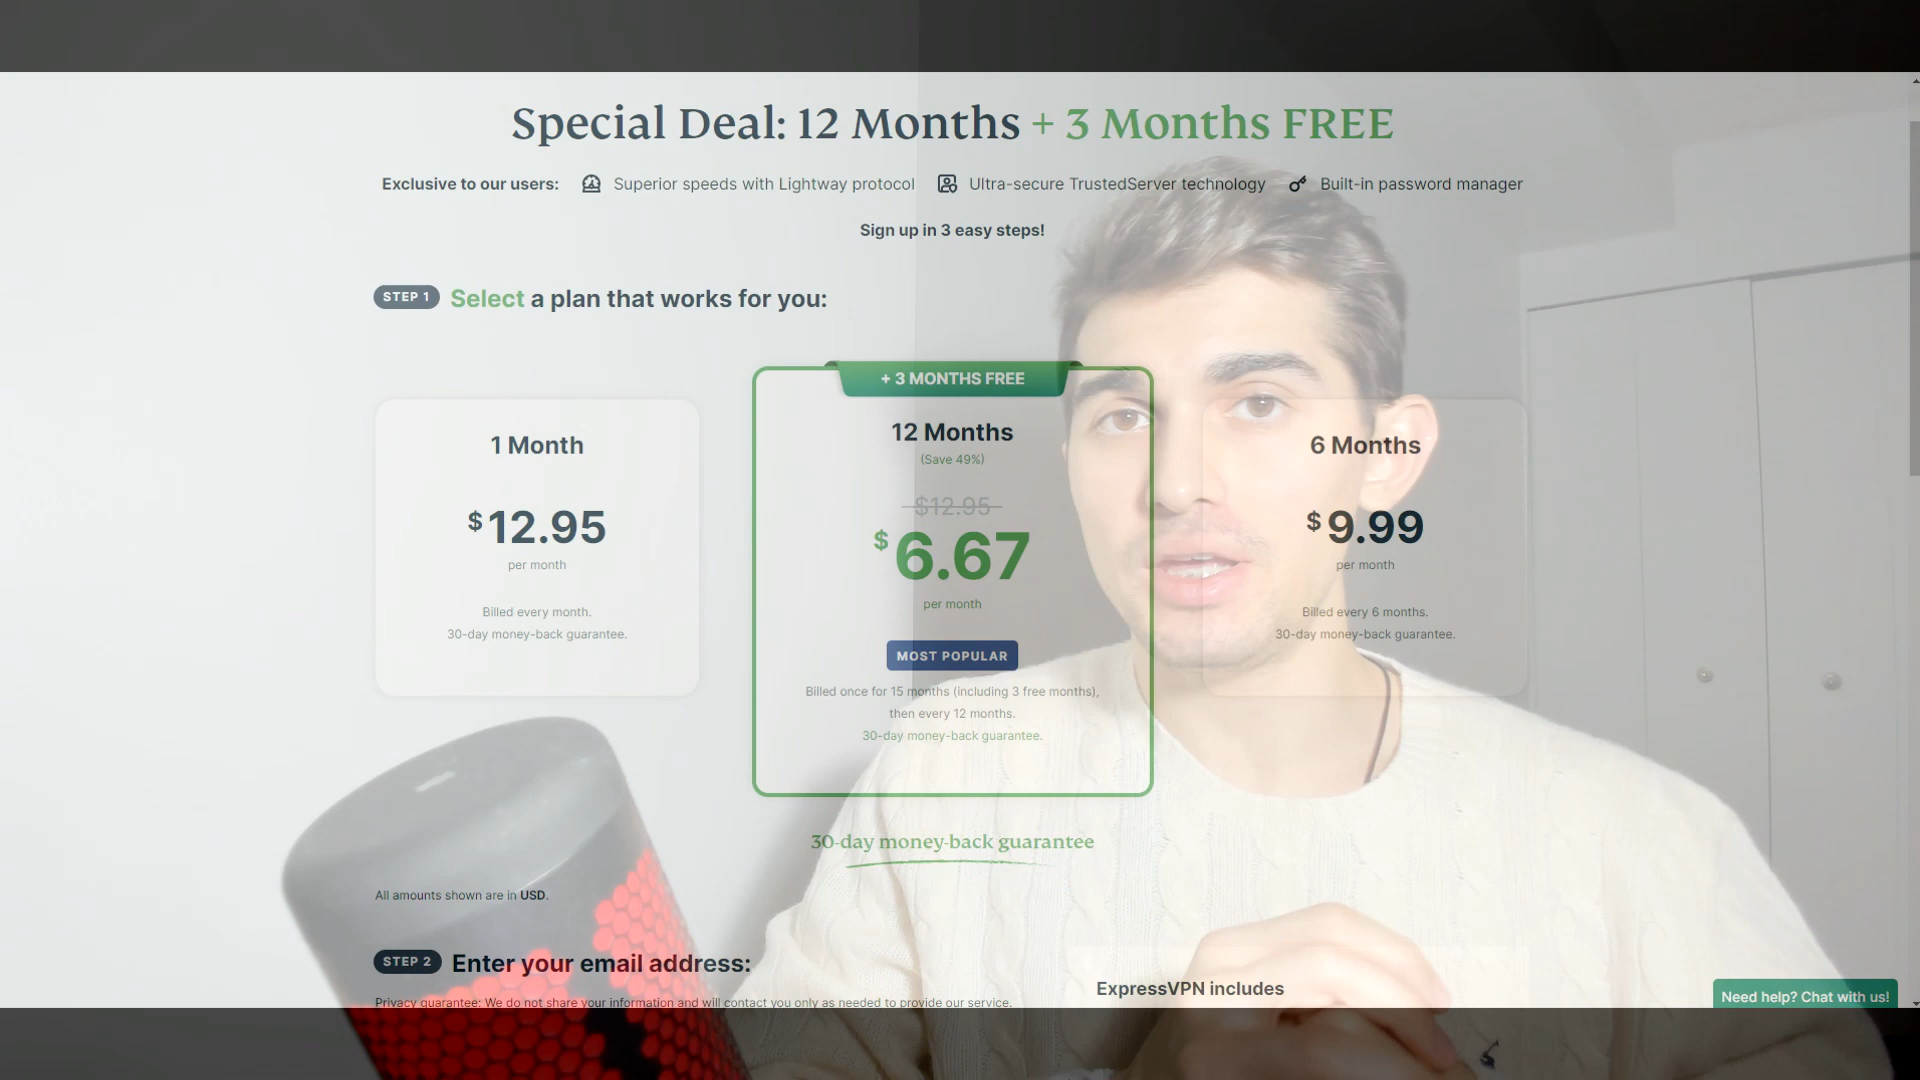 Special Deal: 12 Months + 3 Months FREE
Exclusive to our users: Superior speeds with Lightway protocol Ultra-secure TrustedServer technology Built-in password manager
Sign up in 3 easy steps!
STEP 1 Select a plan that works for you:
1 Month
$12.95
per month
Billed every month.
30-day money-back guarantee.
+ 3 MONTHS FREE
12 Months
(Save 49%)
$12.95
$6.67
per month
MOST POPULAR
Billed once for 15 months (including 3 free months),
then every 12 months.
30-day money-back guarantee.
6 Months
$9.99
per month
Billed every 6 months.
30-day money-back guarantee.
30-day money-back guarantee
All amounts shown are in USD.
STEP 2 Enter your email address:
Privacy guarantee: We do not share your information and will contact you only as needed to provide our service.
ExpressVPN includes
Need help? Chat with us!